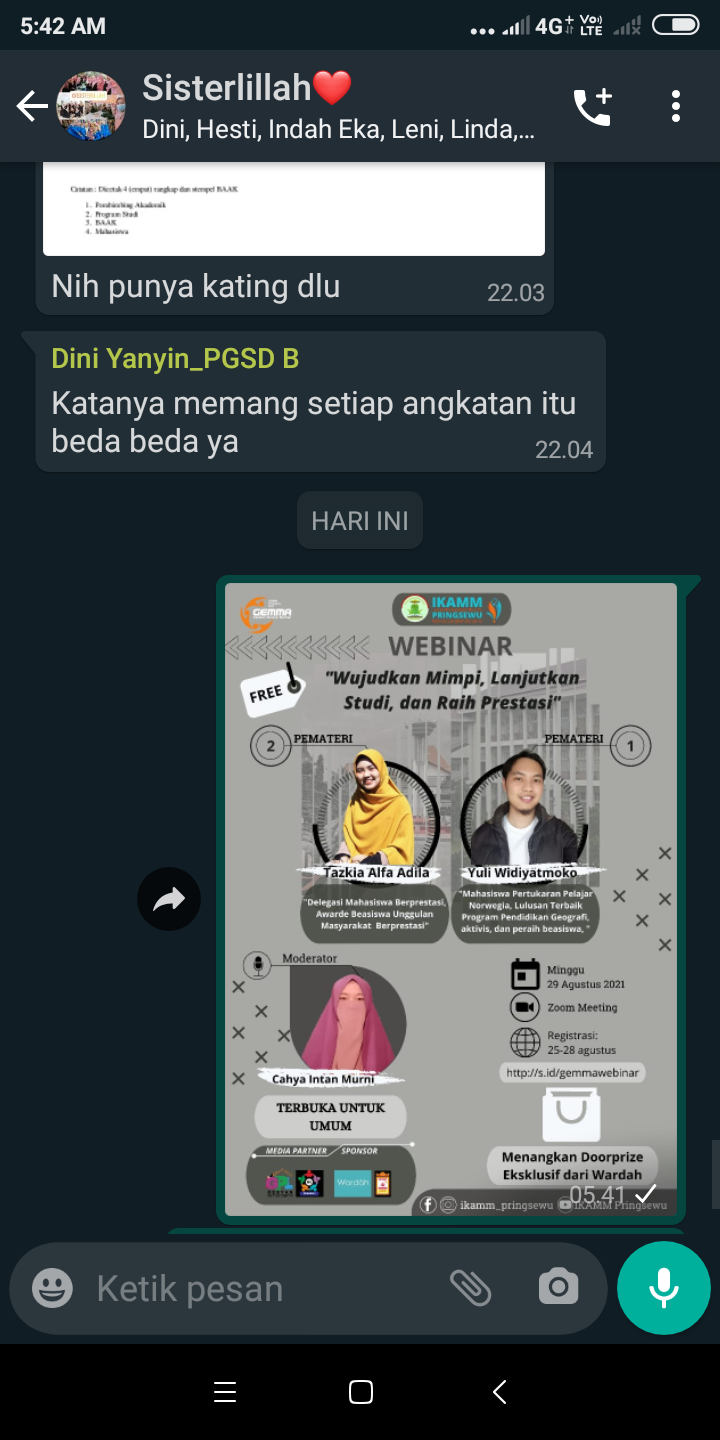 5:42 AM
4G+ Vo)) LTE
Sisterlillah❤️
Dini, Hesti, Indah Eka, Leni, Linda,...
Catatan : Dicetak 4 (empat) rangkap dan stempel BAAK
1. Pembimbing Akademik
2. Program Studi
3. BAAK
4. Mahasiswa
Nih punya kating dlu
22.03
Dini Yanyin_PGSD B
Katanya memang setiap angkatan itu
beda beda ya
22.04
HARI INI
GEMMA
IKAMM
PRINGSEWU
WEBINAR
FREE
"Wujudkan Mimpi, Lanjutkan
Studi, dan Raih Prestasi"
2 PEMATERI
PEMATERI 1
Tazkia Alfa Adila
Yuli Widiyatmoko
"Delegasi Mahasiswa Berprestasi,
Awarde Beasiswa Unggulan
Masyarakat Berprestasi"
"Mahasiswa Pertukaran Pelajar
Norwegia, Lulusan Terbaik
Program Pendidikan Geografi,
aktivis, dan peraih beasiswa, "
Moderator
Cahya Intan Murni
Minggu
29 Agustus 2021
Zoom Meeting
Registrasi:
25-28 agustus
http://s.id/gemmawebinar
TERBUKA UNTUK
UMUM
MEDIA PARTNER
SPONSOR
Wardah
Menangkan Doorprize
Eksklusif dari Wardah
05.41
ikamm_pringsewu
IKAMM Pringsewu
Ketik pesan